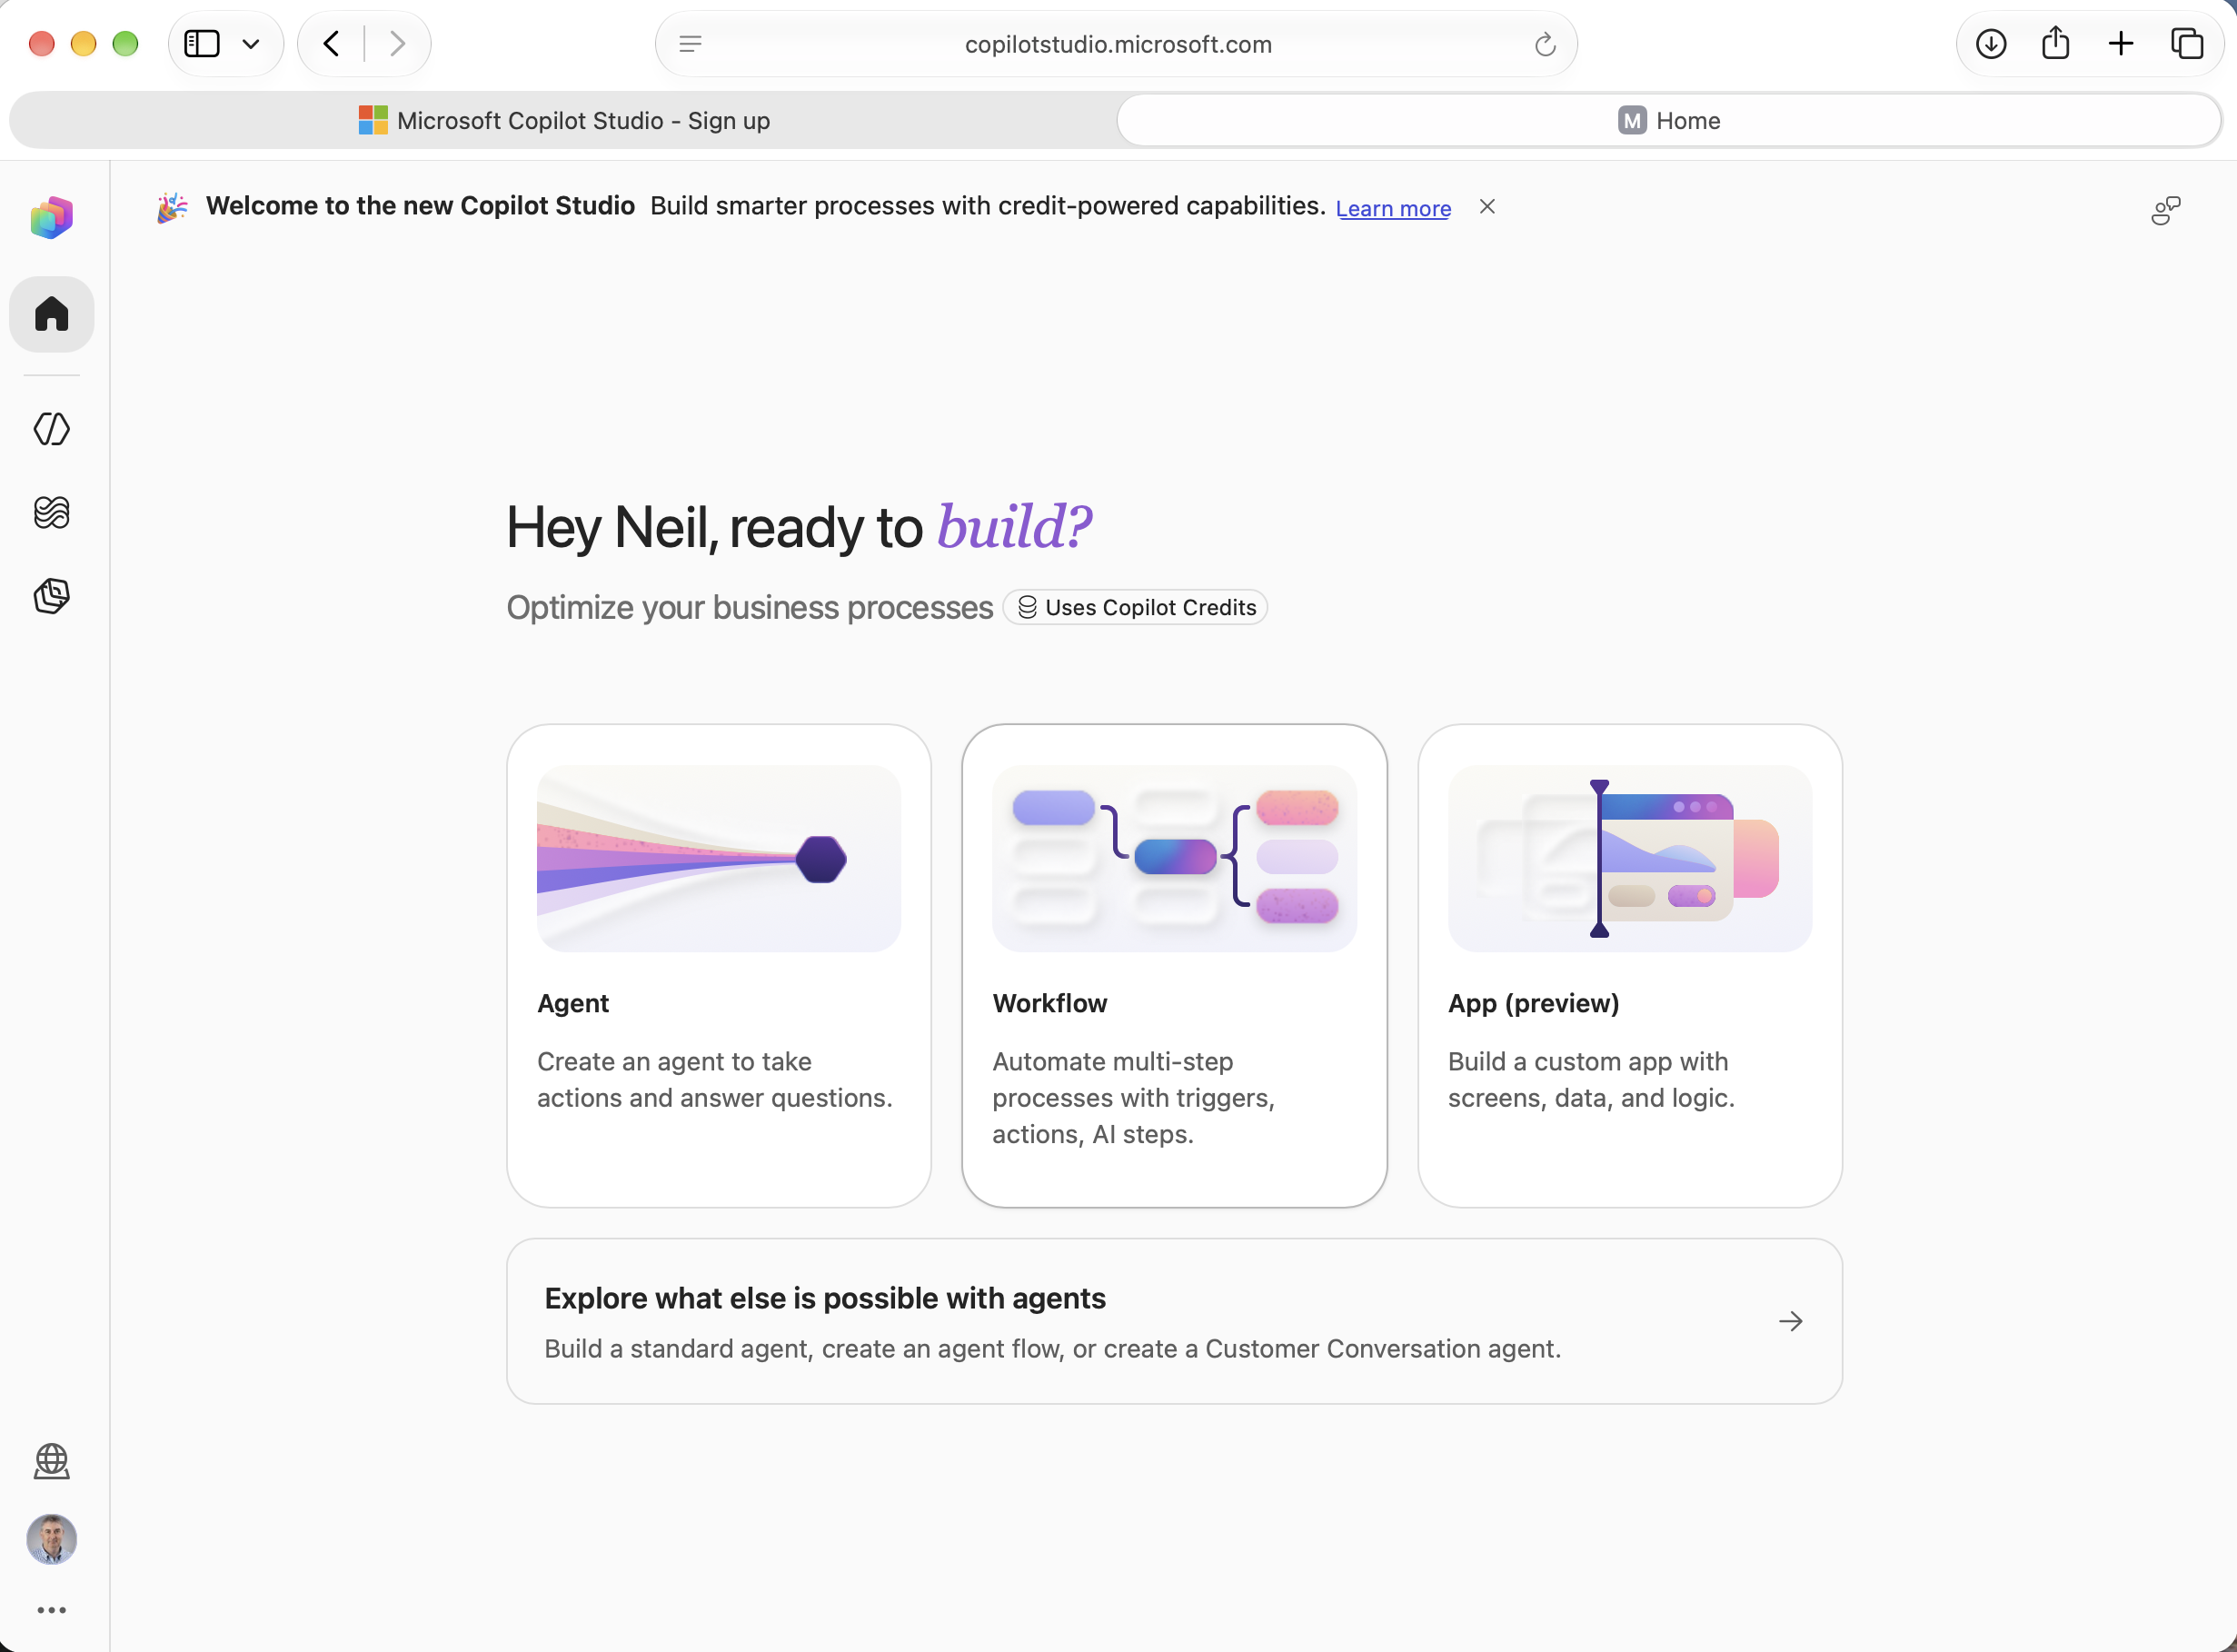 copilotstudio.microsoft.com
Microsoft Copilot Studio - Sign up
M Home
Welcome to the new Copilot Studio Build smarter processes with credit-powered capabilities. Learn more
Hey Neil, ready to build?
Optimize your business processes Uses Copilot Credits
Agent
Create an agent to take
actions and answer questions.
Workflow
Automate multi-step
processes with triggers,
actions, AI steps.
App (preview)
Build a custom app with
screens, data, and logic.
Explore what else is possible with agents
Build a standard agent, create an agent flow, or create a Customer Conversation agent.